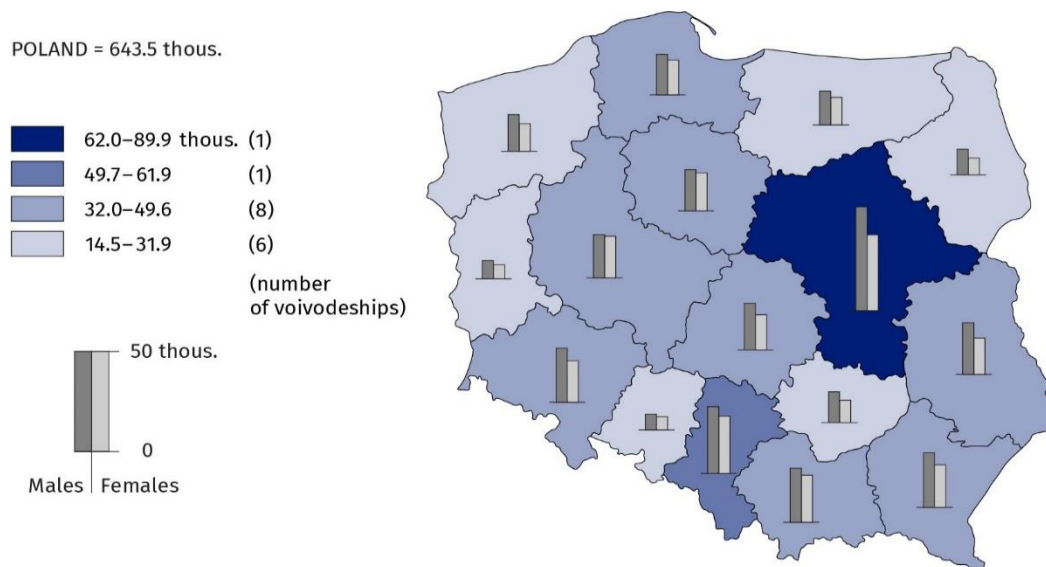 POLAND = 643.5 thous.
62.0–89.9 thous. (1)
49.7–61.9 (1)
32.0–49.6 (8)
14.5–31.9 (6)
(number
of voivodeships)
50 thous.
0
Males Females